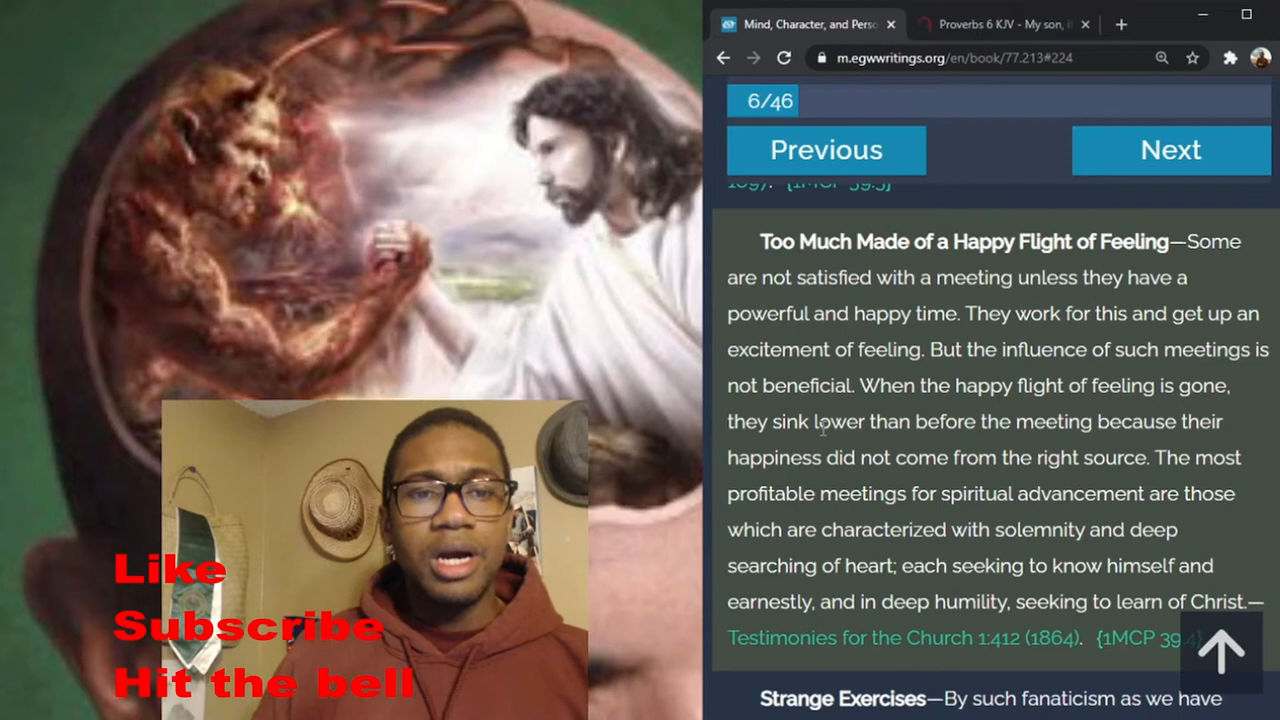 Mind, Character, and Perso
Proverbs 6 KJV - My son, i
m.egwwritings.org/en/book/77.213#224
6/46
Previous
Next
Too Much Made of a Happy Flight of Feeling—Some
are not satisfied with a meeting unless they have a
powerful and happy time. They work for this and get up an
excitement of feeling. But the influence of such meetings is
not beneficial. When the happy flight of feeling is gone,
they sink lower than before the meeting because their
happiness did not come from the right source. The most
profitable meetings for spiritual advancement are those
which are characterized with solemnity and deep
searching of heart; each seeking to know himself and
earnestly, and in deep humility, seeking to learn of Christ.—
Testimonies for the Church 1:412 (1864). {1MCP 39.4}
Strange Exercises—By such fanaticism as we have
Like
Subscribe
Hit the bell